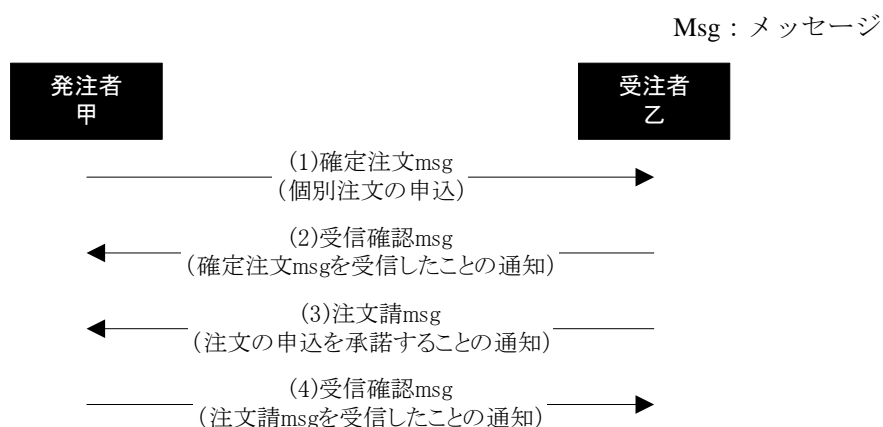 Msg：メッセージ
発注者
甲
受注者
乙
(1)確定注文msg
（個別注文の申込）
(2)受信確認msg
（確定注文msgを受信したことの通知）
(3)注文請msg
（注文の申込を承諾することの通知）
(4)受信確認msg
（注文請msgを受信したことの通知）